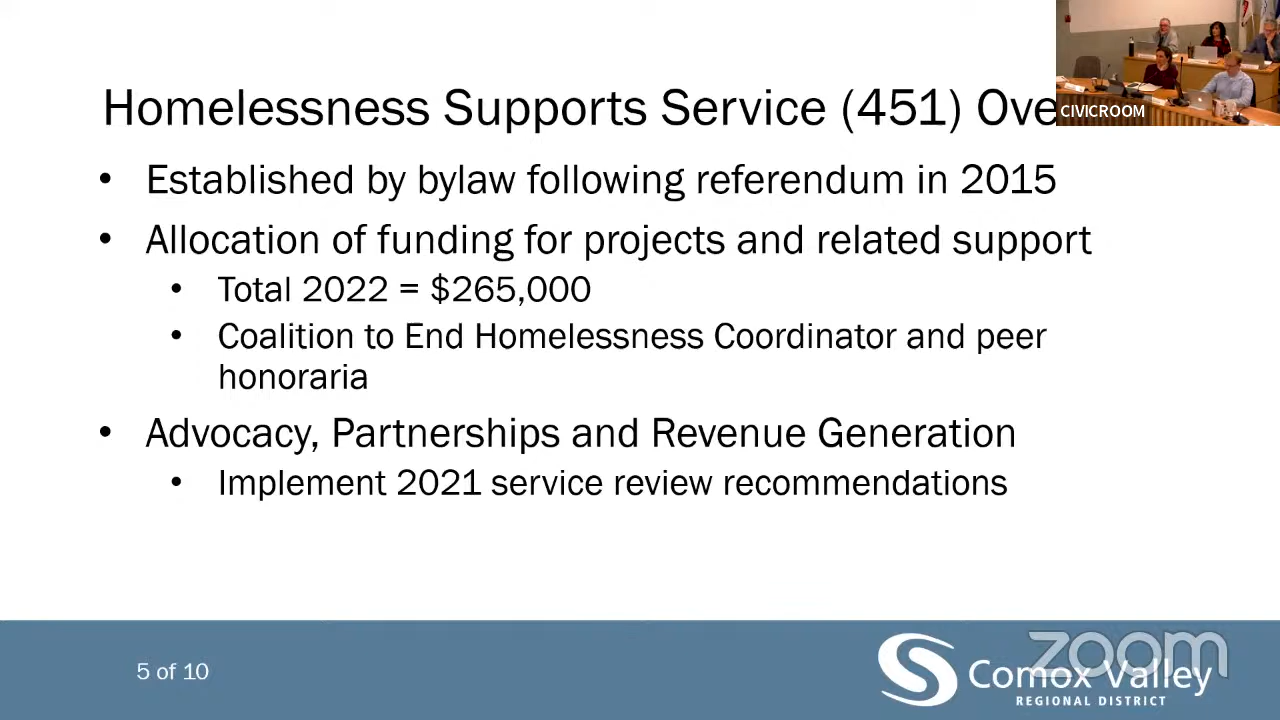 Homelessness Supports Service (451) Ove
CIVICROOM
• Established by bylaw following referendum in 2015
• Allocation of funding for projects and related support
• Total 2022 = $265,000
• Coalition to End Homelessness Coordinator and peer
honoraria
• Advocacy, Partnerships and Revenue Generation
• Implement 2021 service review recommendations
5 of 10
zoom
Comox Valley
REGIONAL DISTRICT